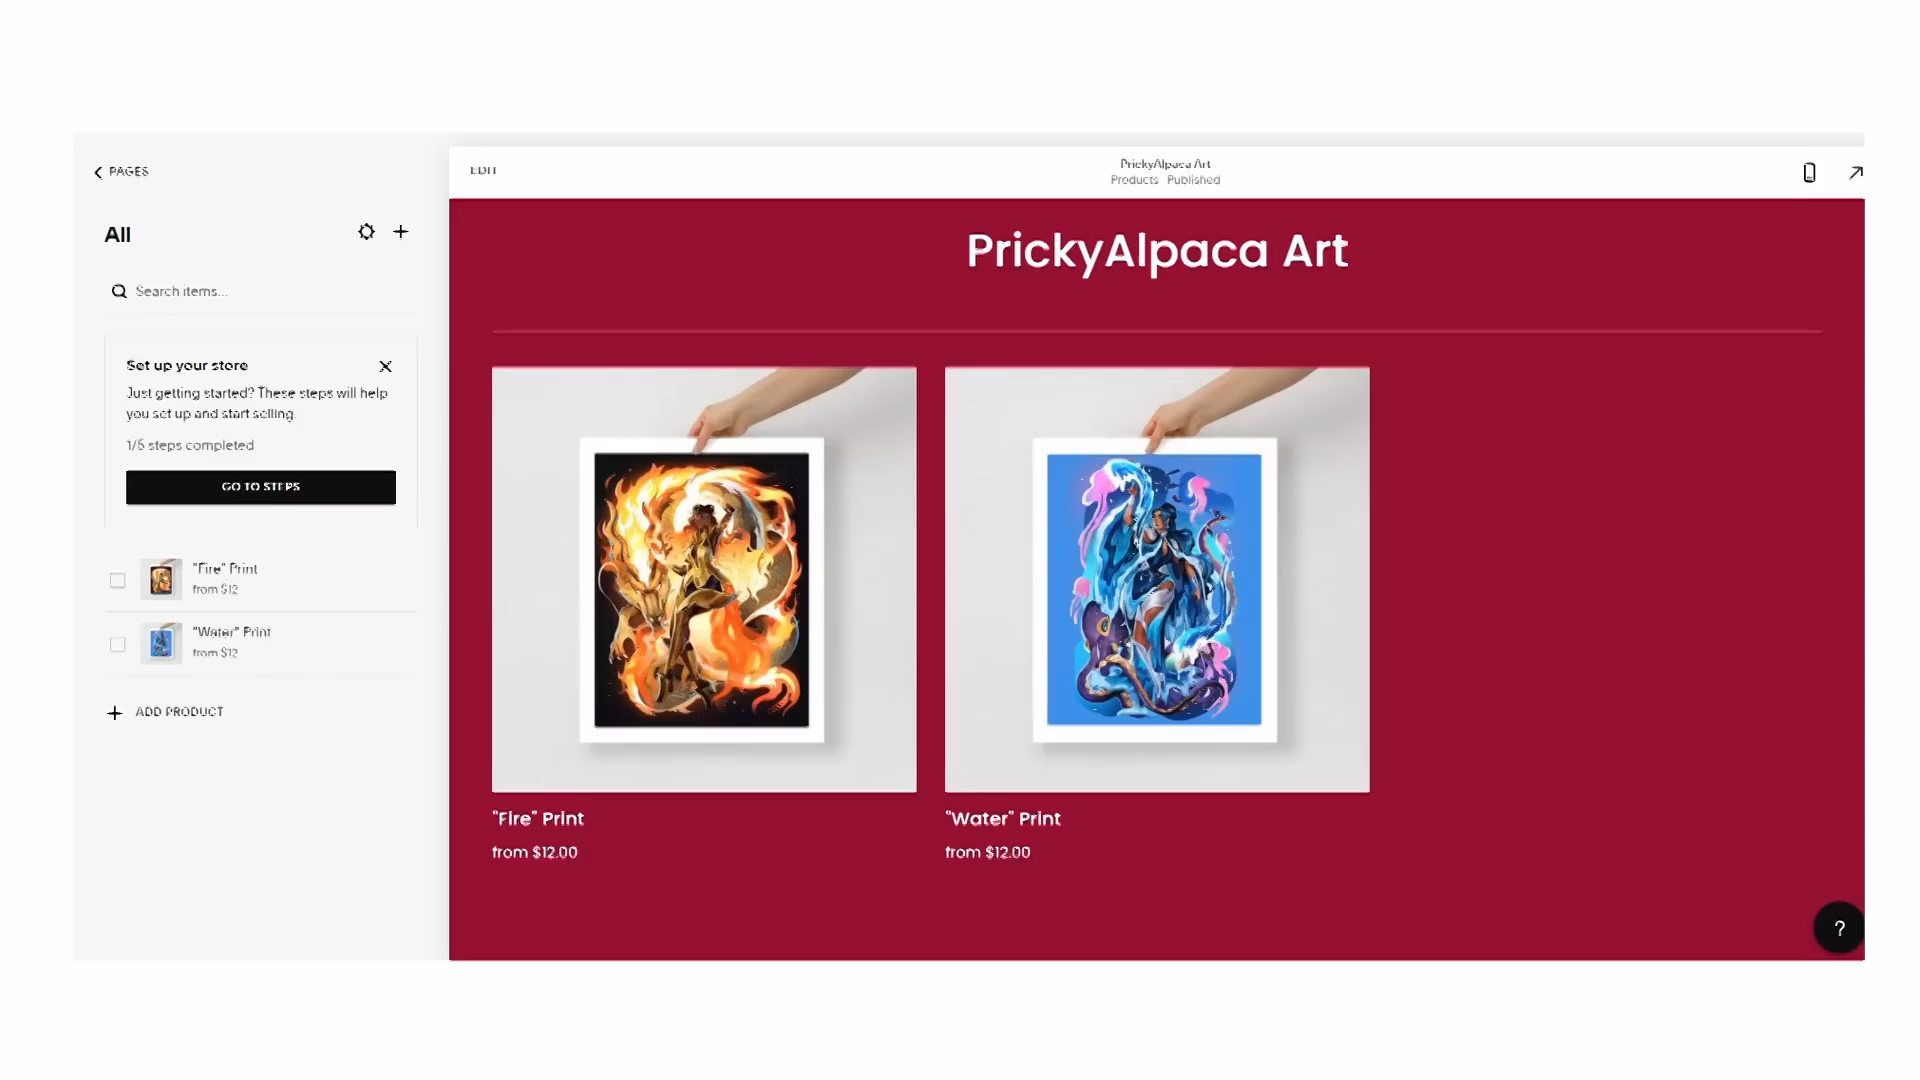 PAGES
All
Search items...
Set up your store
Just getting started? These steps will help
you set up and start selling.
1/5 steps completed
GO TO STEPS
"Fire" Print
from $12
"Water" Print
from $12
ADD PRODUCT
EDIT
PrickyAlpaca Art
Products Published
PrickyAlpaca Art
"Fire" Print
from $12.00
"Water" Print
from $12.00
?